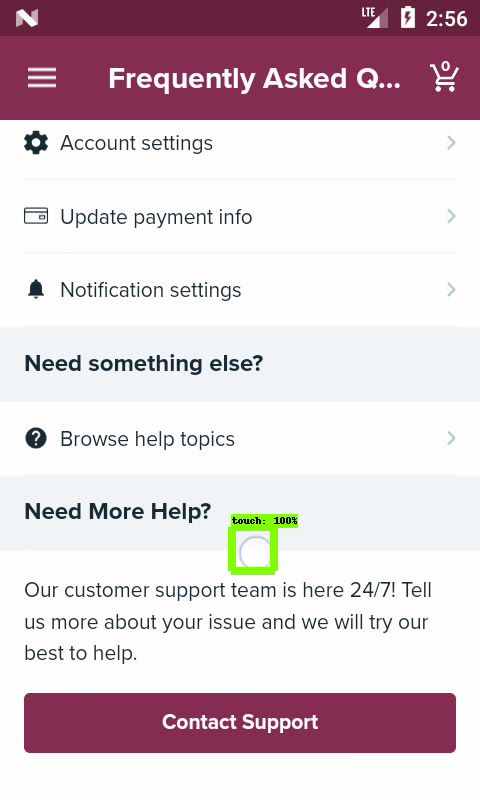 LTE 2:56
Frequently Asked Q... 0
Account settings
Update payment info
Notification settings
Need something else?
Browse help topics
Need More Help?
touch: 100%
Our customer support team is here 24/7! Tell
us more about your issue and we will try our
best to help.
Contact Support